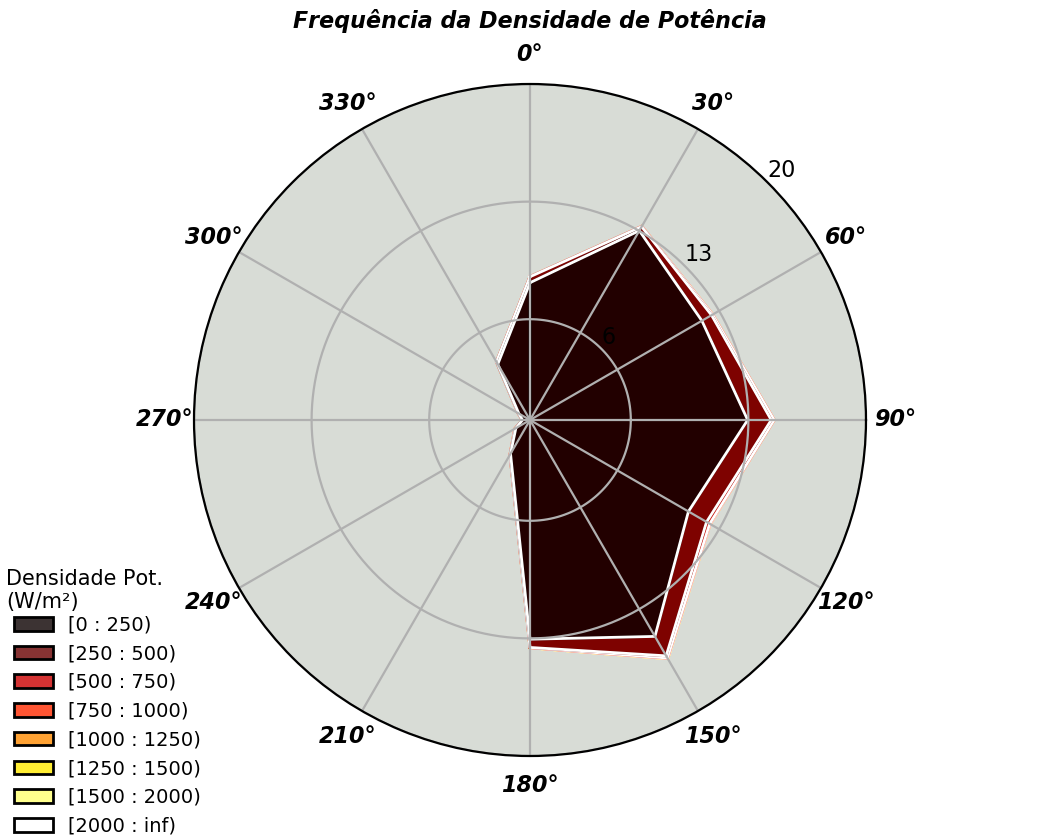 Frequência da Densidade de Potência
0°
330°
30°
20
300°
60°
13
6
270°
90°
240°
120°
210°
150°
180°
Densidade Pot.
(W/m²)
[0 : 250)
[250 : 500)
[500 : 750)
[750 : 1000)
[1000 : 1250)
[1250 : 1500)
[1500 : 2000)
[2000 : inf)